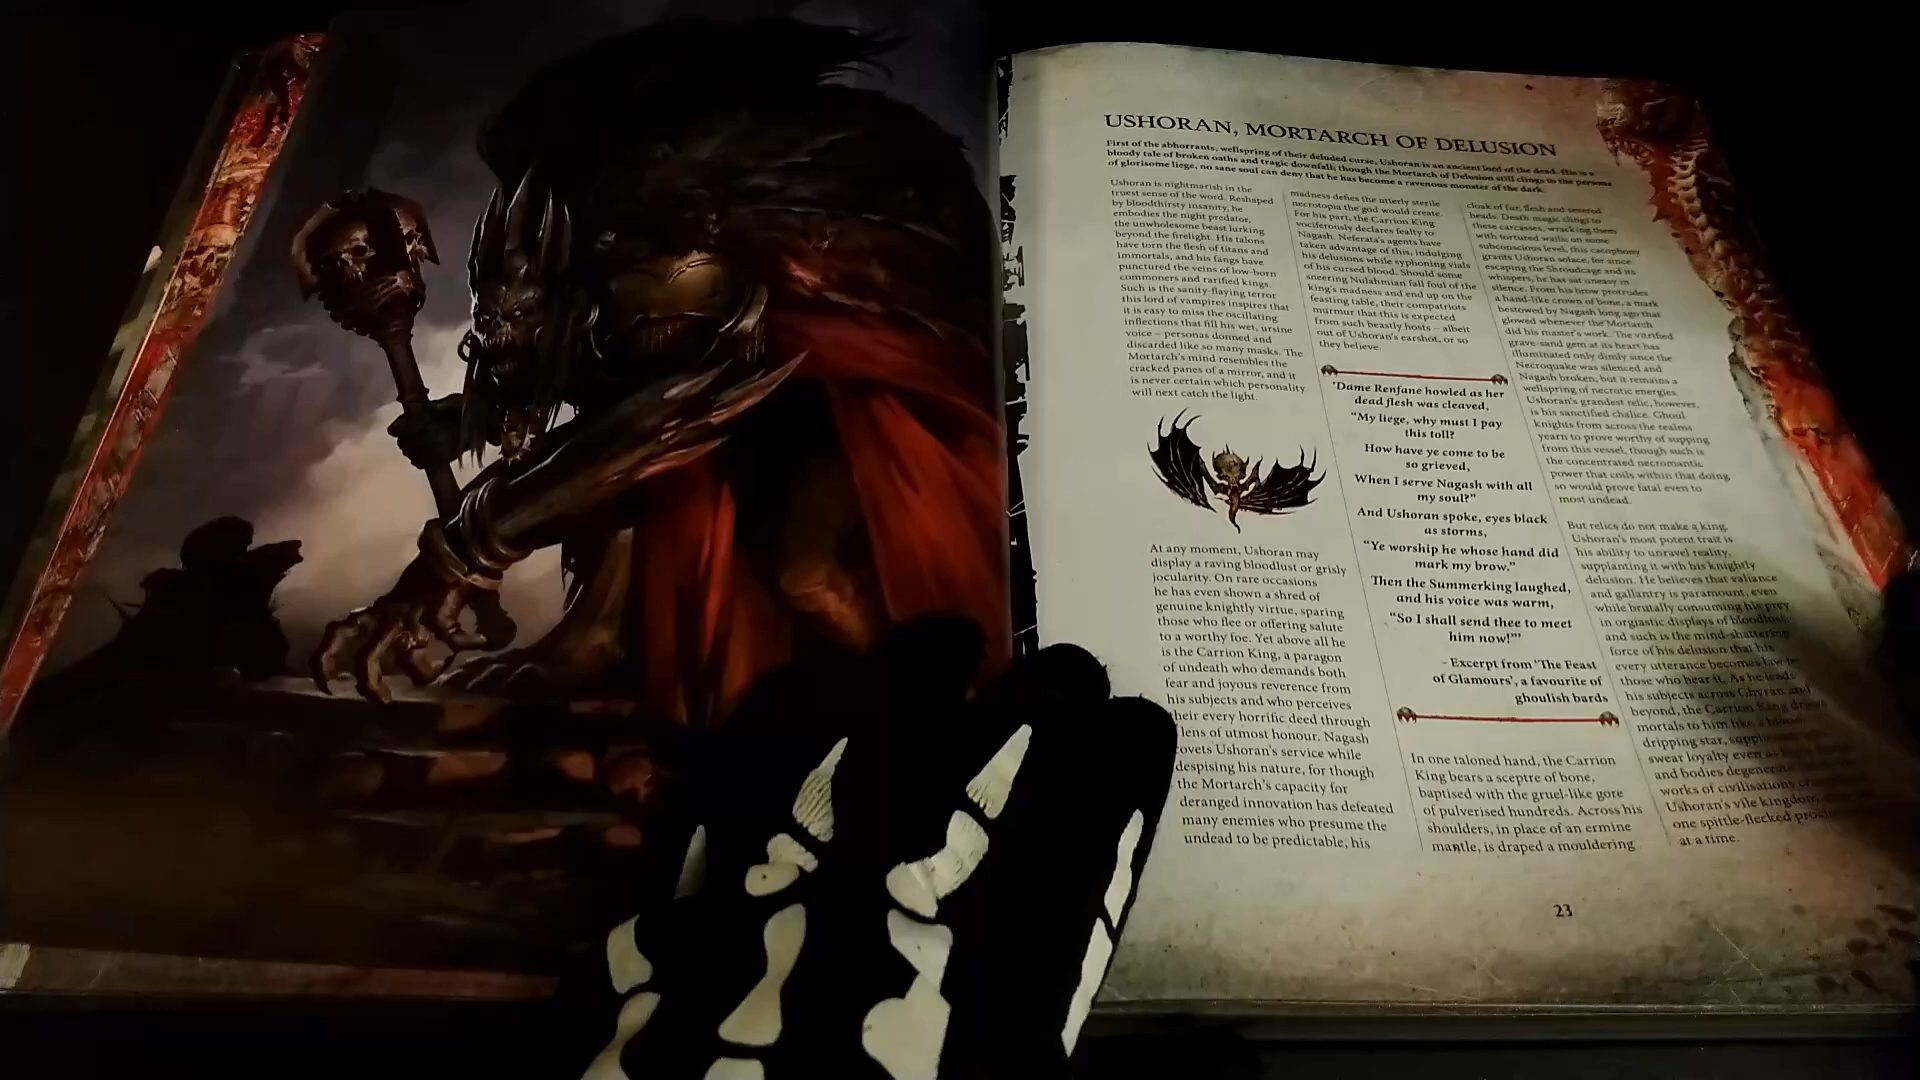 USHORAN, MORTARCH OF DELUSION
First of the abhorrants, wellspring of their deluded curse, Ushoran is an ancient lord of the dead. His is a
bloody tale of broken oaths and tragic downfall; though the Mortarch of Delusion still clings to the persona
of glorisome liege, no sane soul can deny that he has become a ravenous monster of the dark.
Ushoran is nightmarish in the
truest sense of the word. Reshaped
by bloodthirsty insanity, he
embodies the night predator,
the unwholesome beast lurking
beyond the firelight. His talons
have torn the flesh of titans and
immortals, and his fangs have
punctured the veins of low-born
commoners and rarified kings.
Such is the sanity-flaying terror
this lord of vampires inspires that
it is easy to miss the oscillating
inflections that fill his wet, ursine
voice – personas donned and
discarded like so many masks. The
Mortarch's mind resembles the
cracked panes of a mirror, and it
is never certain which personality
will next catch the light.
At any moment, Ushoran may
display a raving bloodlust or grisly
jocularity. On rare occasions
he has even shown a shred of
genuine knightly virtue, sparing
those who flee or offering salute
to a worthy foe. Yet above all he
is the Carrion King, a paragon
of undeath who demands both
fear and joyous reverence from
his subjects and who perceives
their every horrific deed through
lens of utmost honour. Nagash
covets Ushoran's service while
despising his nature, for though
the Mortarch's capacity for
deranged innovation has defeated
many enemies who presume the
undead to be predictable, his
madness defies the utterly sterile
necrotopia the god would create.
For his part, the Carrion King
vociferously declares fealty to
Nagash. Neferata's agents have
taken advantage of this, indulging
his delusions while syphoning vials
of his cursed blood. Should some
sneering Nulahmian fall foul of the
king's madness and end up on the
feasting table, their compatriots
murmur that this is expected
from such beastly hosts – albeit
out of Ushoran's earshot, or so
they believe.
'Dame Renfane howled as her
dead flesh was cleaved,
"My liege, why must I pay
this toll?
How have ye come to be
so grieved,
When I serve Nagash with all
my soul?"
And Ushoran spoke, eyes black
as storms,
"Ye worship he whose hand did
mark my brow."
Then the Summerking laughed,
and his voice was warm,
"So I shall send thee to meet
him now!"'
- Excerpt from 'The Feast
of Glamours', a favourite of
ghoulish bards
In one taloned hand, the Carrion
King bears a sceptre of bone,
baptised with the gruel-like gore
of pulverised hundreds. Across his
shoulders, in place of an ermine
mantle, is draped a mouldering
cloak of fur, flesh and severed
heads. Death magic clings to
these carcasses, wracking them
with tortured wails; on some
subconscious level, this cacophony
grants Ushoran solace, for since
escaping the Shroudcage and its
whispers, he has sat uneasy in
silence. From his brow protrudes
a hand-like crown of bone, a mark
bestowed by Nagash long ago that
glowed whenever the Mortarch
did his master's work. The vitrified
grave-sand gem at its heart has
illuminated only dimly since the
Necroquake was silenced and
Nagash broken, but it remains a
wellspring of necrotic energies.
Ushoran's grandest relic, however,
is his sanctified chalice. Ghoul
knights from across the realms
yearn to prove worthy of supping
from this vessel, though such is
the concentrated necromantic
power that coils within that doing
so would prove fatal even to
most undead.
But relics do not make a king.
Ushoran's most potent trait is
his ability to unravel reality,
supplanting it with his knightly
delusion. He believes that valiance
and gallantry is paramount, even
while brutally consuming his prey
in orgiastic displays of bloodlust,
and such is the mind-shattering
force of his delusion that his
every utterance becomes law to
those who hear it. As he leads
his subjects across Ghyran and
beyond, the Carrion King draws
mortals to him like a
dripping star,
swear loyalty even
and bodies degenerate
works of civilisations
Ushoran's vile kingdom
one spittle-flecked
at a time.
23